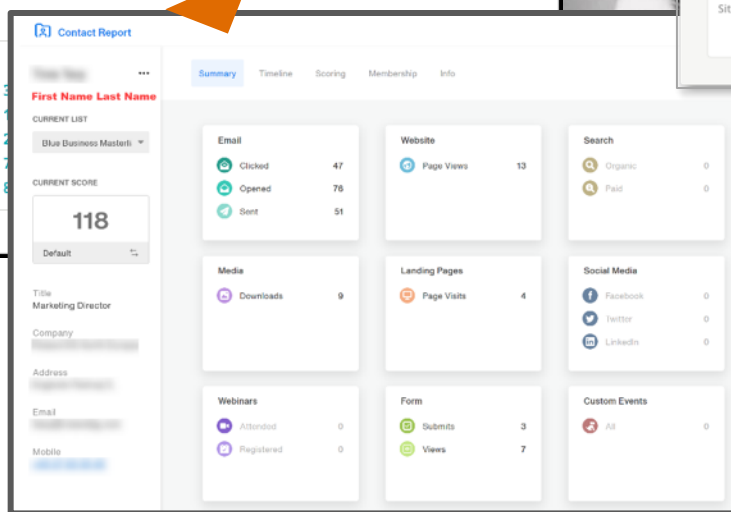 Sit
Contact Report
...
First Name Last Name
CURRENT LIST
Blue Business Masterli
CURRENT SCORE
118
Default
Title
Marketing Director
Company
Address
Email
Mobile
Summary Timeline Scoring Membership Info
Email
Clicked 47
Opened 76
Sent 51
Website
Page Views 13
Search
Organic 0
Paid 0
Media
Downloads 9
Landing Pages
Page Visits 4
Social Media
Facebook 0
Twitter 0
LinkedIn 0
Webinars
Attended 0
Registered 0
Form
Submits 3
Views 7
Custom Events
All 0